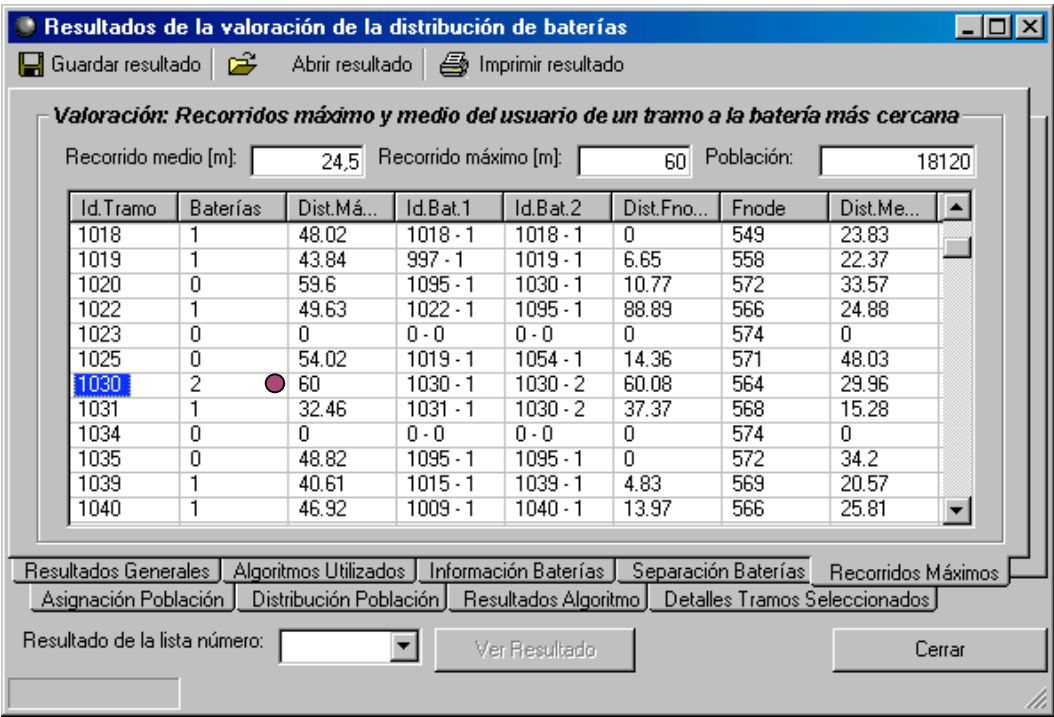 Resultados de la valoración de la distribución de baterías
Guardar resultado Abrir resultado Imprimir resultado
Valoración: Recorridos máximo y medio del usuario de un tramo a la batería más cercana
Recorrido medio [m]: 24,5 Recorrido máximo [m]: 60 Población: 18120
Id.Tramo Baterías Dist.Má... Id.Bat.1 Id.Bat.2 Dist.Fno... Fnode Dist.Me...
1018 1 48.02 1018 - 1 1018 - 1 0 549 23.83
1019 1 43.84 997 - 1 1019 - 1 6.65 558 22.37
1020 0 59.6 1095 - 1 1030 - 1 10.77 572 33.57
1022 1 49.63 1022 - 1 1095 - 1 88.89 566 24.88
1023 0 0 0 - 0 0 - 0 0 574 0
1025 0 54.02 1019 - 1 1054 - 1 14.36 571 48.03
1030 2 60 1030 - 1 1030 - 2 60.08 564 29.96
1031 1 32.46 1031 - 1 1030 - 2 37.37 568 15.28
1034 0 0 0 - 0 0 - 0 0 574 0
1035 0 48.82 1095 - 1 1095 - 1 0 572 34.2
1039 1 40.61 1015 - 1 1039 - 1 4.83 569 20.57
1040 1 46.92 1009 - 1 1040 - 1 13.97 566 25.81
Resultados Generales Algoritmos Utilizados Información Baterías Separación Baterías Recorridos Máximos
Asignación Población Distribución Población Resultados Algoritmo Detalles Tramos Seleccionados
Resultado de la lista número: Ver Resultado Cerrar